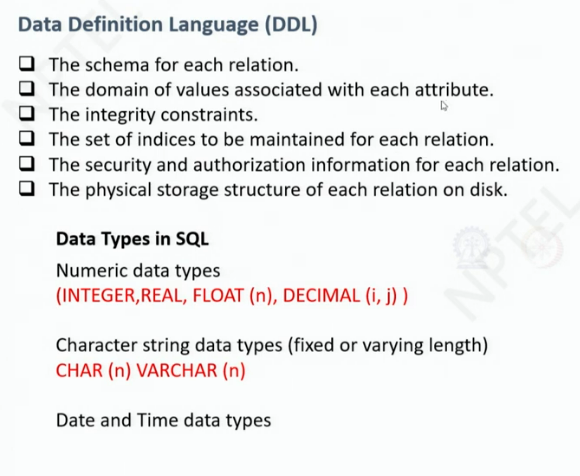 Data Definition Language (DDL)
❑ The schema for each relation.
❑ The domain of values associated with each attribute.
❑ The integrity constraints.
❑ The set of indices to be maintained for each relation.
❑ The security and authorization information for each relation.
❑ The physical storage structure of each relation on disk.
Data Types in SQL
Numeric data types
(INTEGER,REAL, FLOAT (n), DECIMAL (i, j) )
Character string data types (fixed or varying length)
CHAR (n) VARCHAR (n)
Date and Time data types
NPTEL